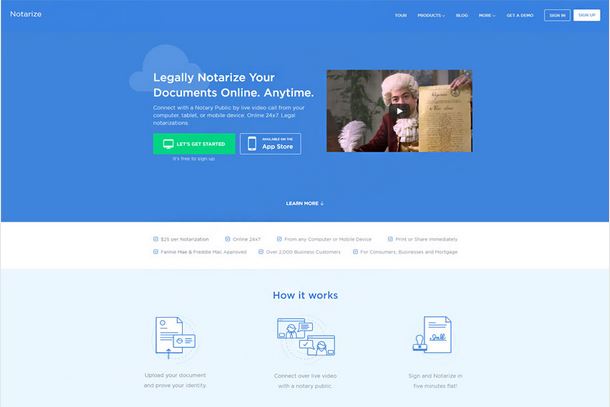 Notarize
TOUR PRODUCTS BLOG MORE GET A DEMO SIGN IN SIGN UP
Legally Notarize Your
Documents Online. Anytime.
Connect with a Notary Public by live video call from your
computer, tablet, or mobile device. Online 24x7. Legal
notarizations
LET'S GET STARTED
AVAILABLE ON THE
App Store
It's free to sign up
LEARN MORE
$25 per Notarization Online 24x7 From any Computer or Mobile Device Print or Share Immediately
Fannie Mae & Freddie Mac Approved Over 2,000 Business Customers For Consumers, Businesses and Mortgage
How it works
Upload your document
and prove your identity.
Connect over live video
with a notary public.
Sign and Notarize in
five minutes flat!